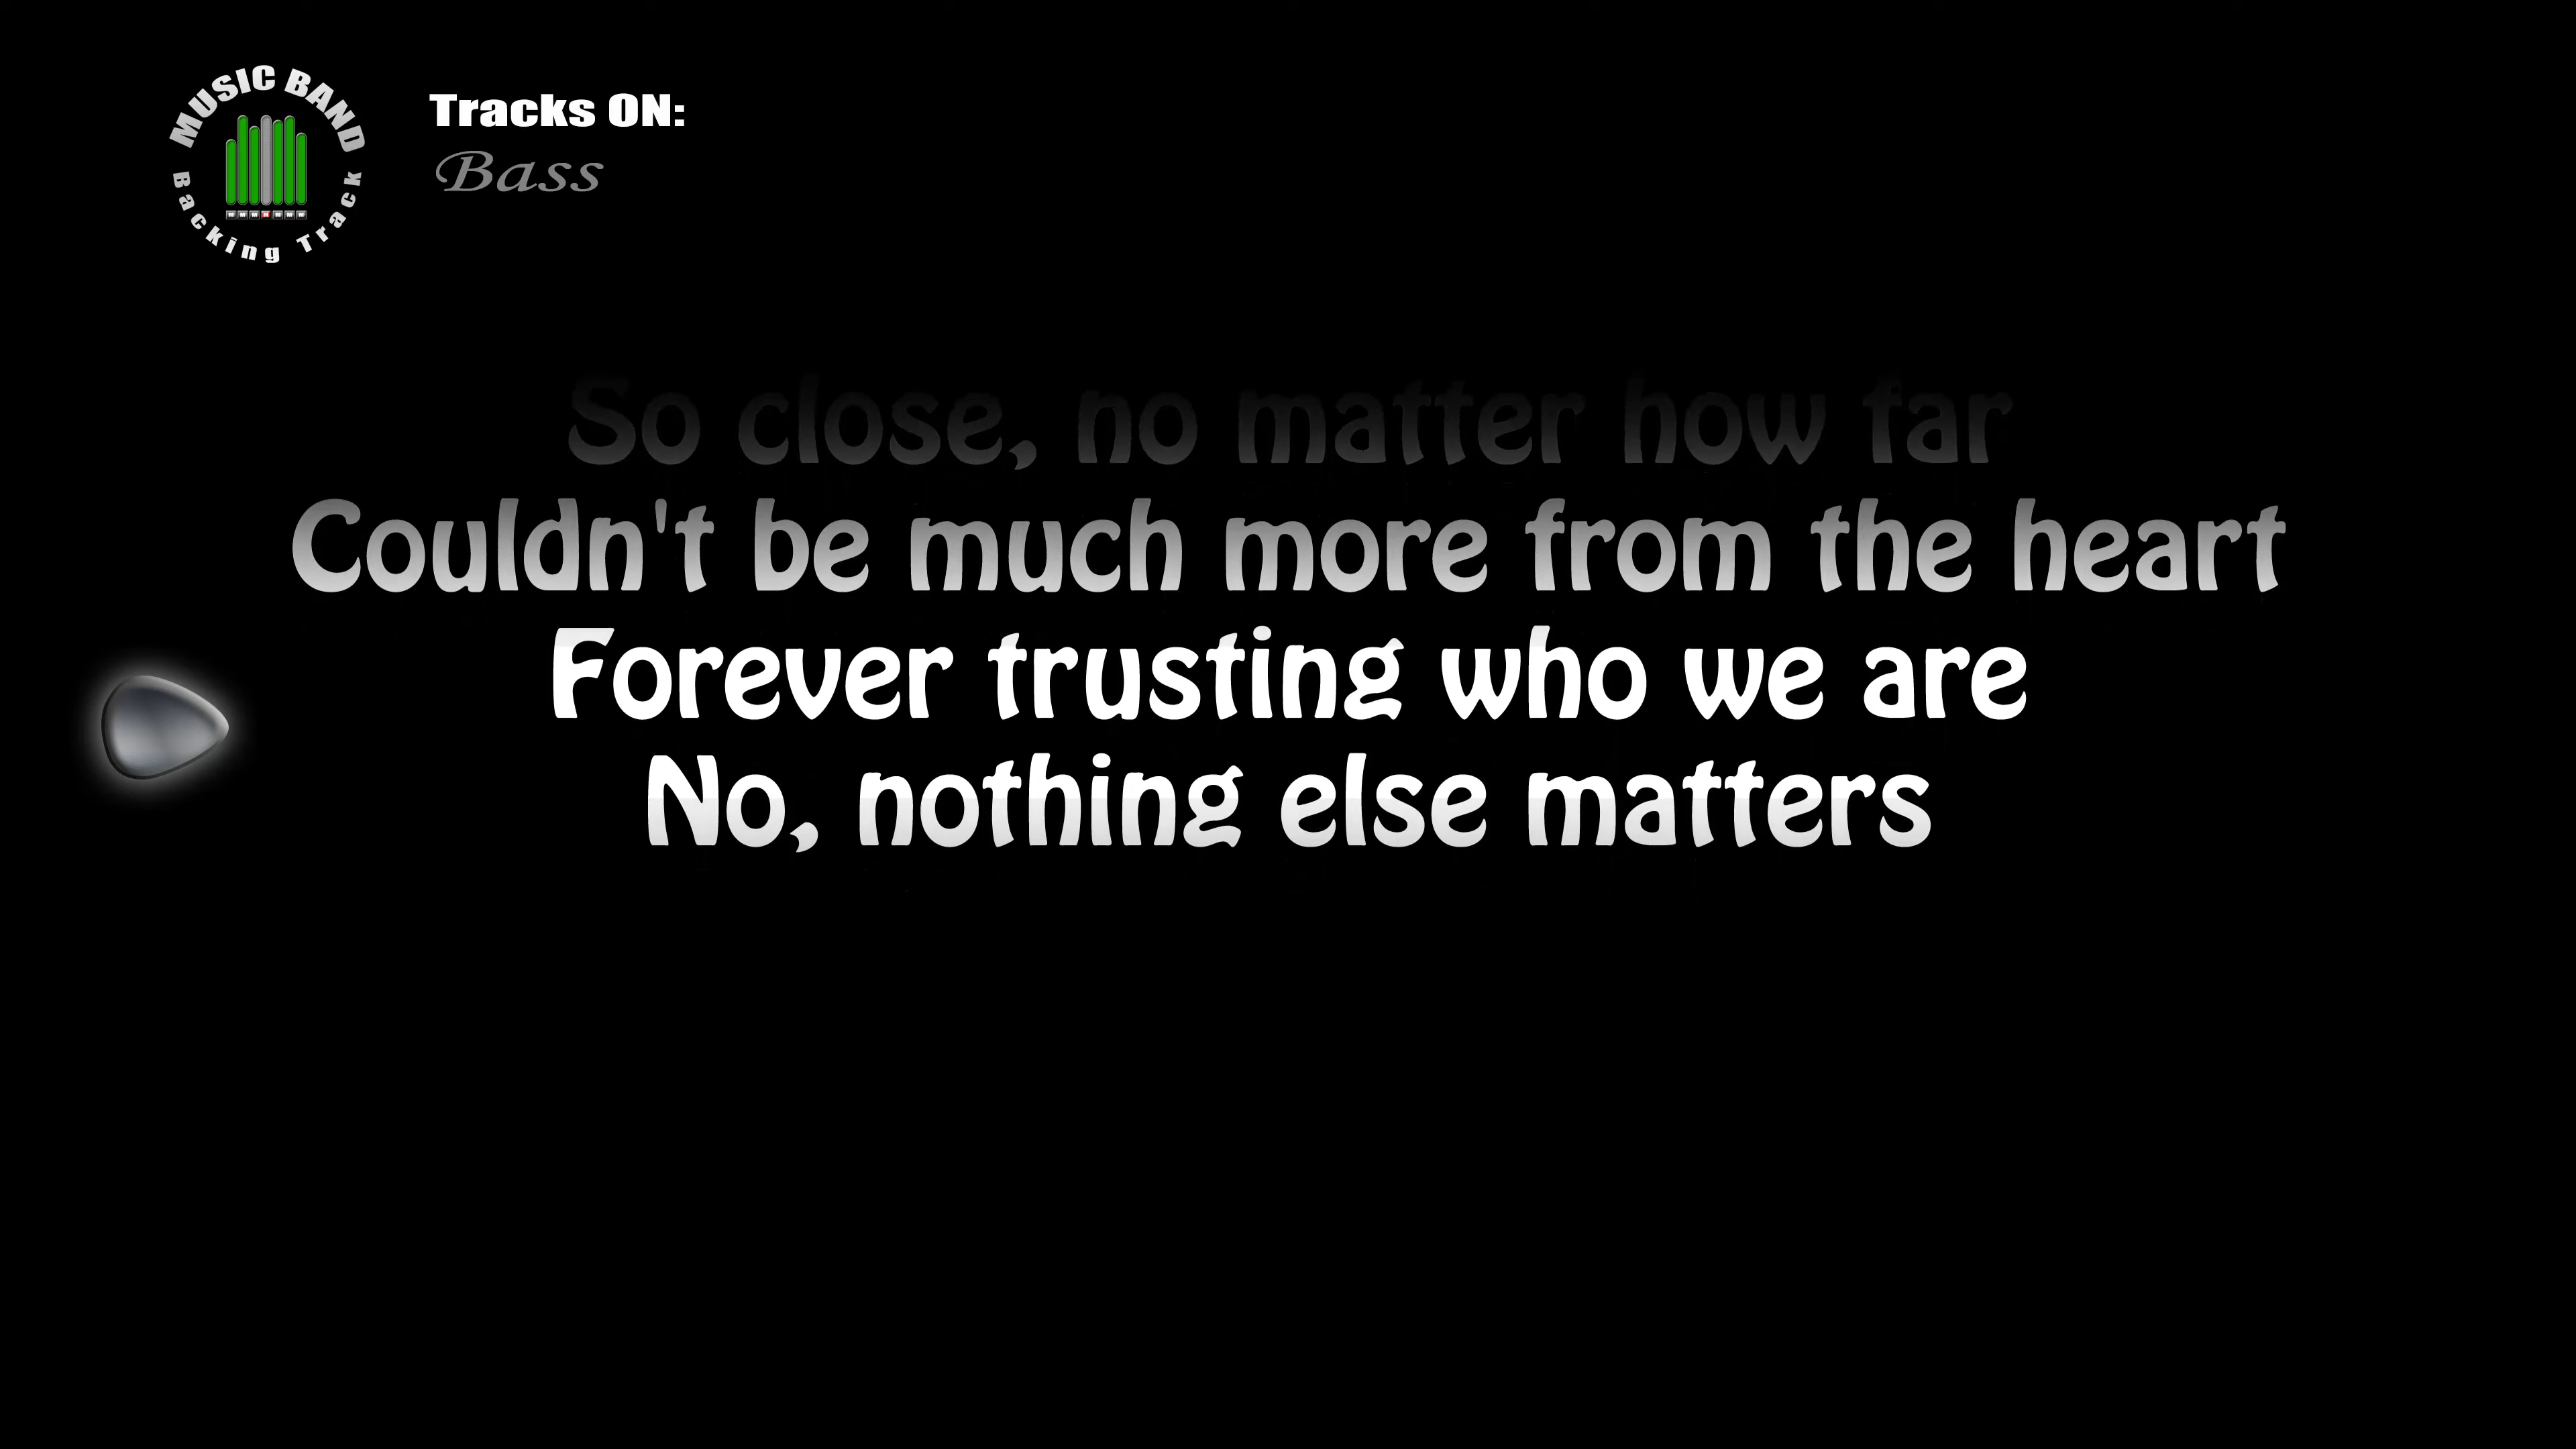 MUSIC BAND
Backing Track
Tracks ON:
Bass
So close, no matter how far
Couldn't be much more from the heart
Forever trusting who we are
No, nothing else matters